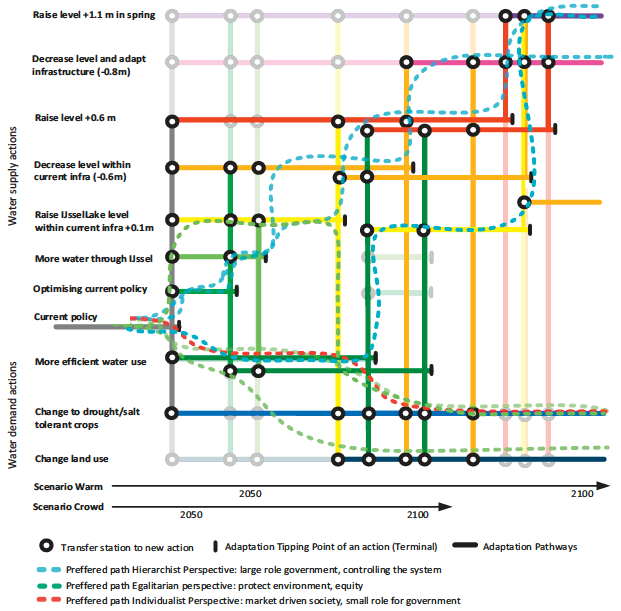 Raise level +1.1 m in spring
Decrease level and adapt
infrastructure (-0.8m)
Raise level +0.6 m
Decrease level within
current infra (-0.6m)
Raise IJsselLake level
within current infra +0.1m
More water through IJssel
Optimising current policy
Current policy
More efficient water use
Change to drought/salt
tolerant crops
Change land use
Water supply actions
Water demand actions
Scenario Warm
2050
2100
Scenario Crowd
2050
2100
Transfer station to new action
Adaptation Tipping Point of an action (Terminal)
Adaptation Pathways
Preffered path Hierarchist Perspective: large role government, controlling the system
Preffered path Egalitarian perspective: protect environment, equity
Preffered path Individualist Perspective: market driven society, small role for government